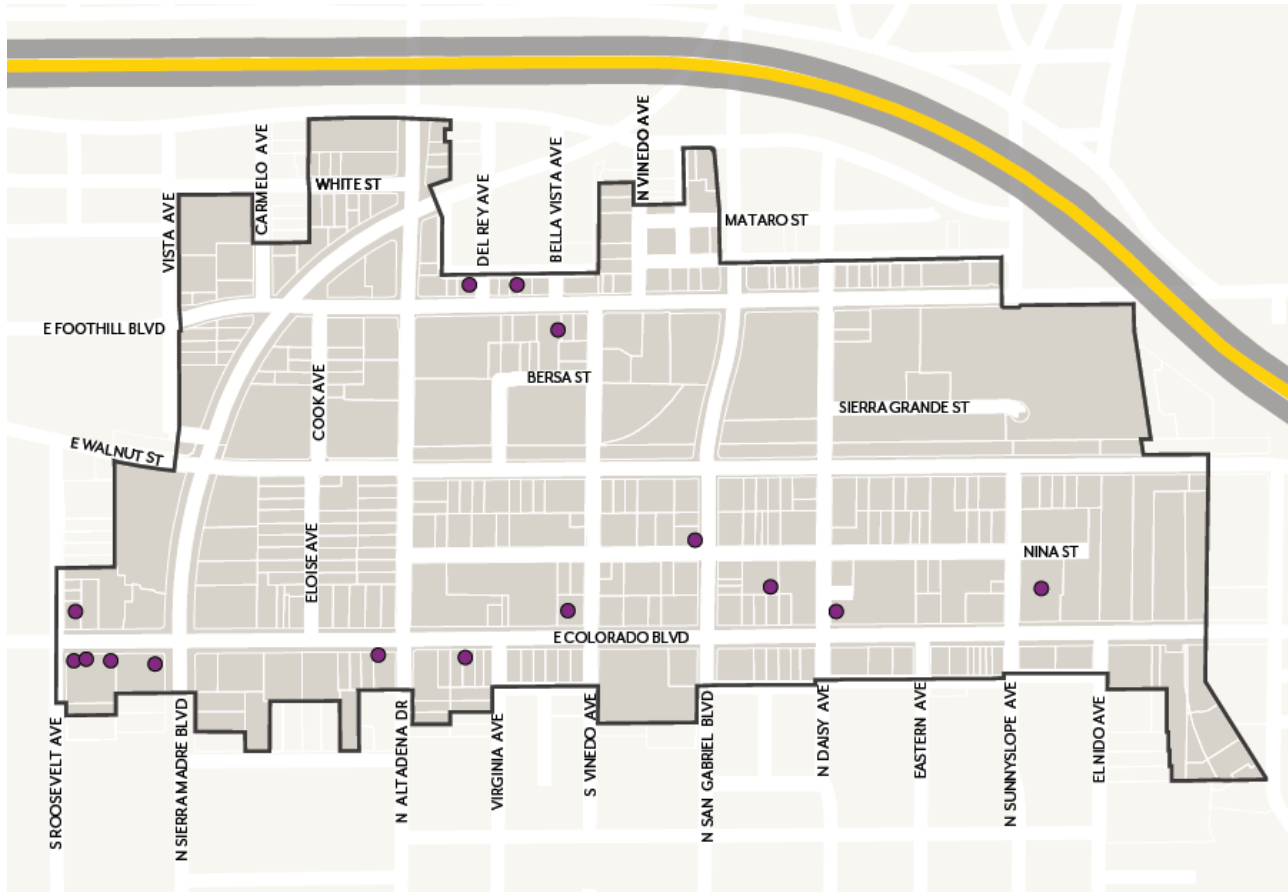 N VINEDO AVE
CARMELO AVE
WHITE ST
VISTA AVE
DEL REY AVE
BELLA VISTA AVE
MATARO ST
E FOOTHILL BLVD
COOK AVE
BERSA ST
SIERRA GRANDE ST
E WALNUT ST
ELOISE AVE
NINA ST
E COLORADO BLVD
S ROOSEVELT AVE
N SIERRA MADRE BLVD
N ALTADENA DR
VIRGINIA AVE
S VINEDO AVE
N SAN GABRIEL BLVD
N DAISY AVE
EASTERN AVE
N SUNNYSLOPE AVE
EL NIDO AVE